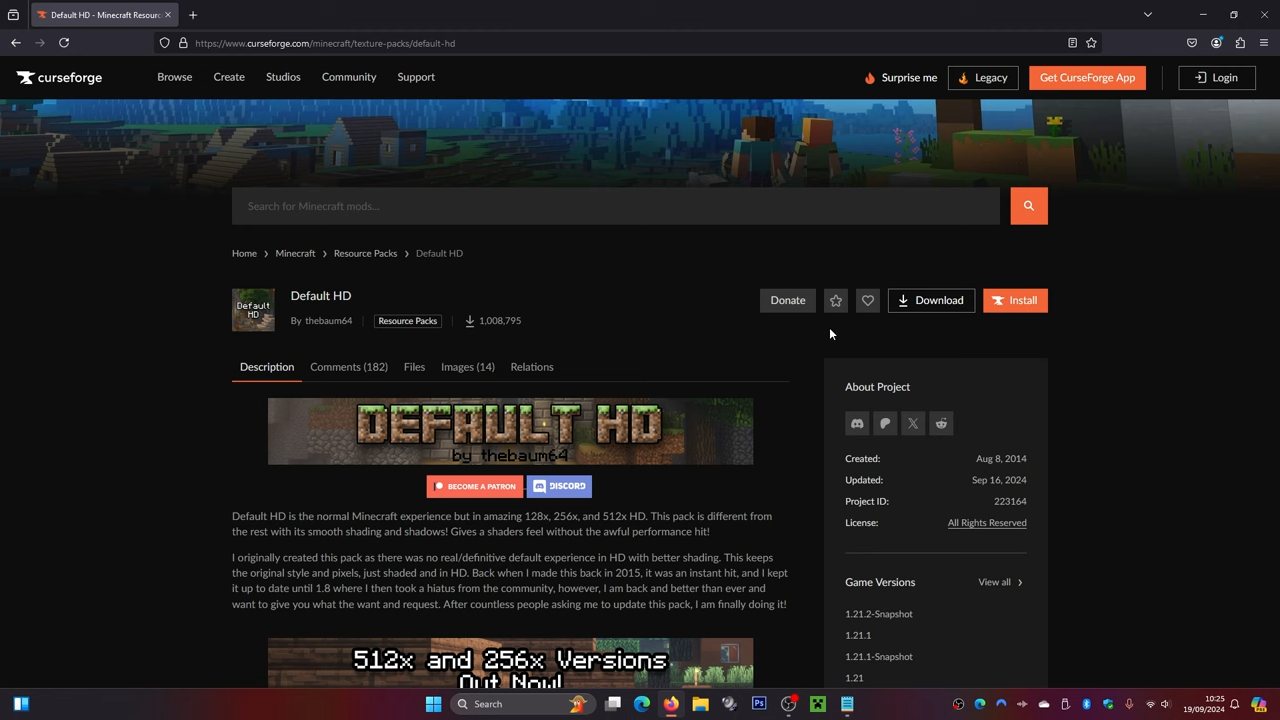 Default HD - Minecraft Resourc
https://www.curseforge.com/minecraft/texture-packs/default-hd
curseforge
Browse
Create
Studios
Community
Support
Surprise me
Legacy
Get CurseForge App
Login
Search for Minecraft mods...
Home
Minecraft
Resource Packs
Default HD
Default HD
Default HD
By thebaum64
Resource Packs
1,008,795
Donate
Download
Install
Description
Comments (182)
Files
Images (14)
Relations
DEFAULT HD
by thebaum64
BECOME A PATRON
DISCORD
Default HD is the normal Minecraft experience but in amazing 128x, 256x, and 512x HD. This pack is different from
the rest with its smooth shading and shadows! Gives a shaders feel without the awful performance hit!
I originally created this pack as there was no real/definitive default experience in HD with better shading. This keeps
the original style and pixels, just shaded and in HD. Back when I made this back in 2015, it was an instant hit, and I kept
it up to date until 1.8 where I then took a hiatus from the community, however, I am back and better than ever and
want to give you what the want and request. After countless people asking me to update this pack, I am finally doing it!
512x and 256x Versions
Out Now!
About Project
Created: Aug 8, 2014
Updated: Sep 16, 2024
Project ID: 223164
License: All Rights Reserved
Game Versions
View all
1.21.2-Snapshot
1.21.1
1.21.1-Snapshot
1.21
Search
Ps
10:25
19/09/2024